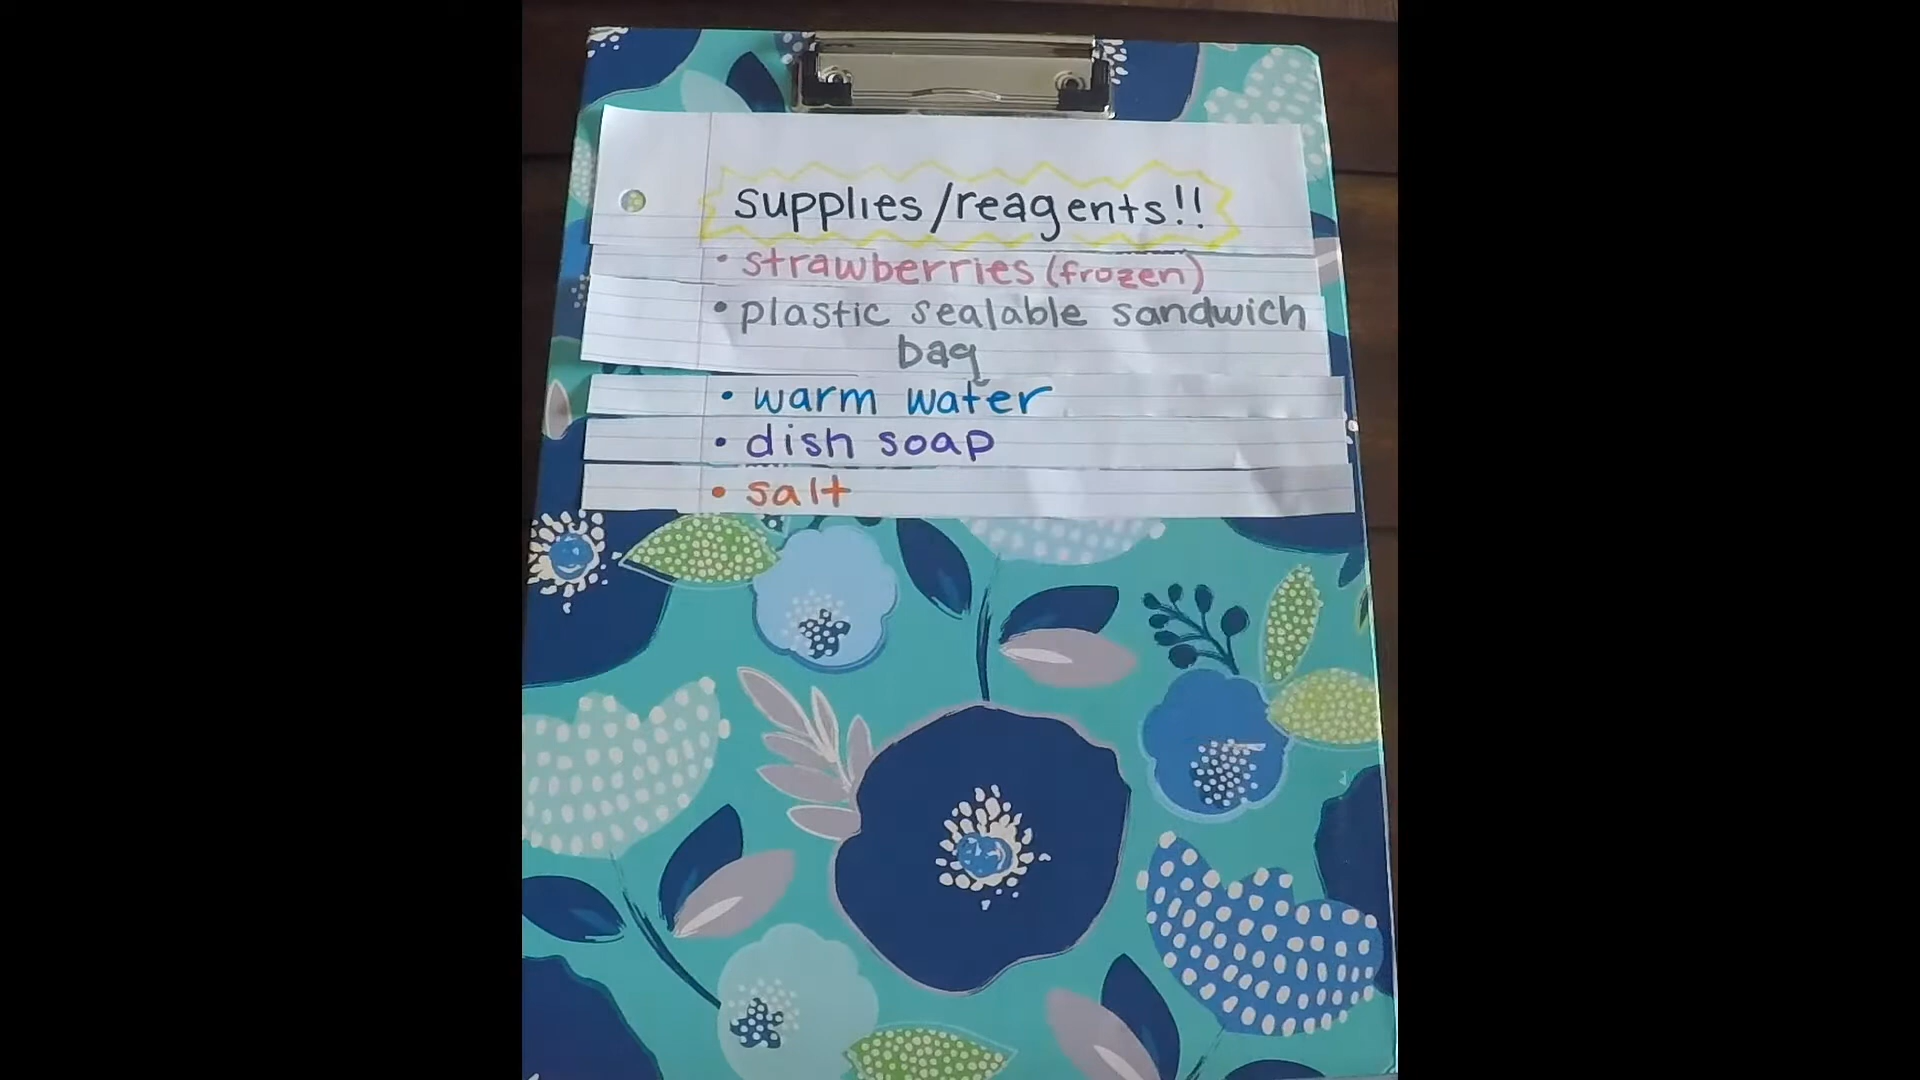 supplies/reagents!!
• strawberries (frozen)
• plastic sealable sandwich
bag
• warm water
• dish soap
• salt